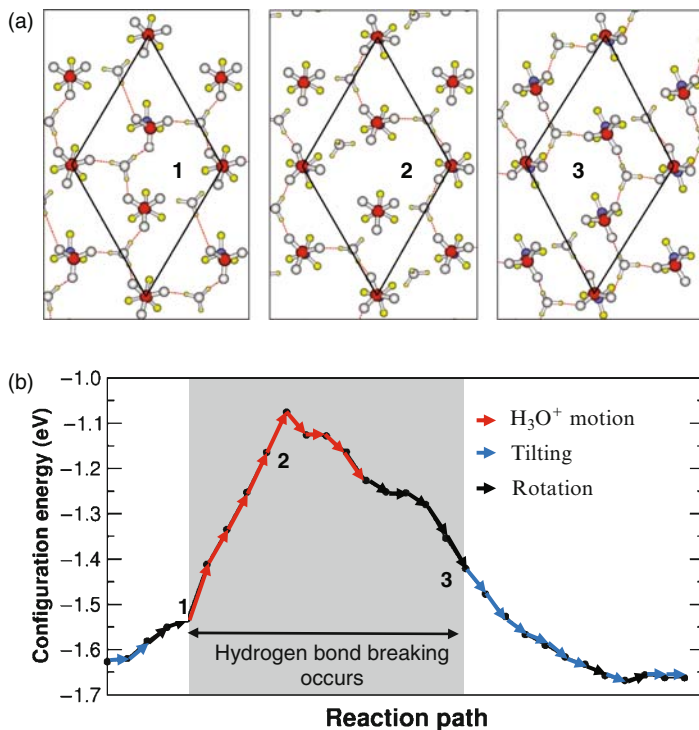 (a)
1
2
3
(b)
Configuration energy (eV)
−1.0
−1.1
−1.2
−1.3
−1.4
−1.5
−1.6
−1.7
1
2
3
H₃O⁺ motion
Tilting
Rotation
Hydrogen bond breaking
occurs
Reaction path